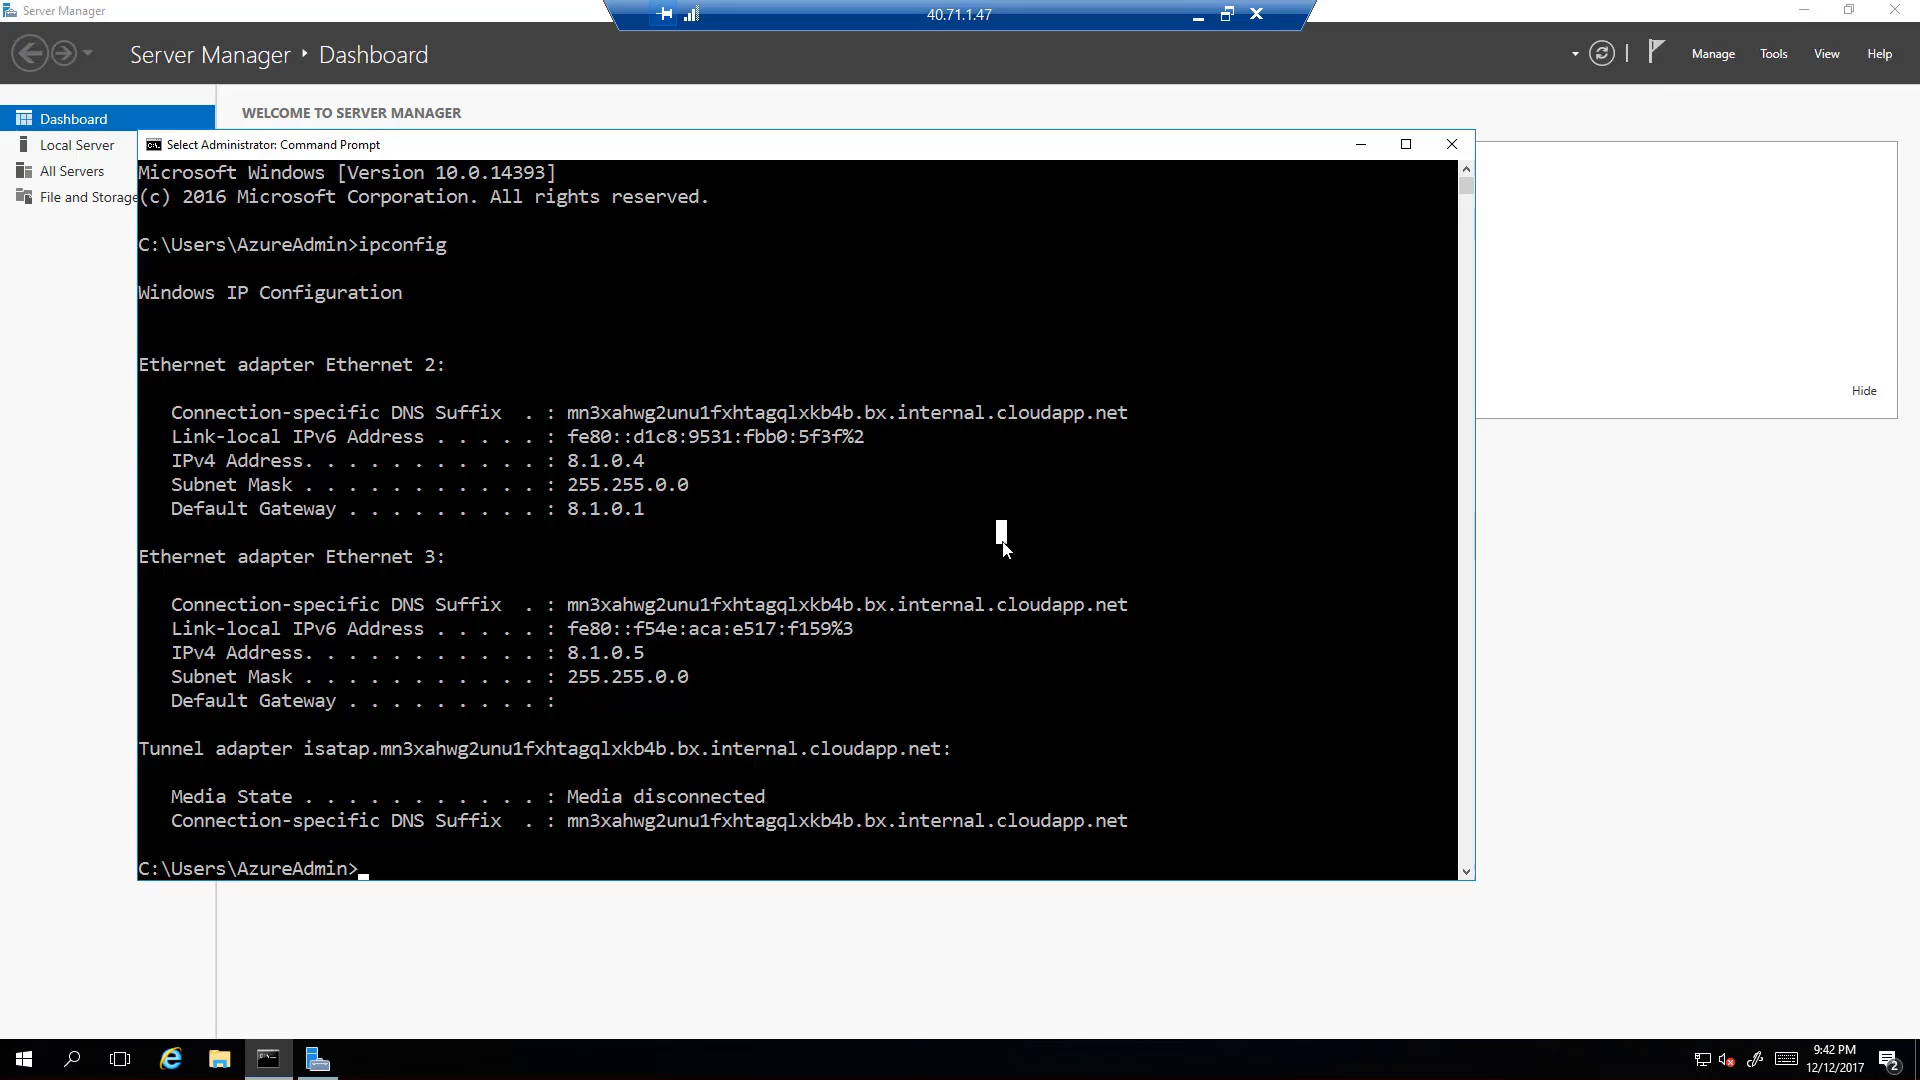 Server Manager
40.71.1.47
Server Manager ‣ Dashboard
Manage
Tools
View
Help
Dashboard
WELCOME TO SERVER MANAGER
Local Server
All Servers
File and Storage
Hide
Select Administrator: Command Prompt
Microsoft Windows [Version 10.0.14393]
(c) 2016 Microsoft Corporation. All rights reserved.
C:\Users\AzureAdmin>ipconfig
Windows IP Configuration
Ethernet adapter Ethernet 2:
Connection-specific DNS Suffix  . : mn3xahwg2unu1fxhtagqlxkb4b.bx.internal.cloudapp.net
Link-local IPv6 Address . . . . . : fe80::d1c8:9531:fbb0:5f3f%2
IPv4 Address. . . . . . . . . . . : 8.1.0.4
Subnet Mask . . . . . . . . . . . : 255.255.0.0
Default Gateway . . . . . . . . . : 8.1.0.1
Ethernet adapter Ethernet 3:
Connection-specific DNS Suffix  . : mn3xahwg2unu1fxhtagqlxkb4b.bx.internal.cloudapp.net
Link-local IPv6 Address . . . . . : fe80::f54e:aca:e517:f159%3
IPv4 Address. . . . . . . . . . . : 8.1.0.5
Subnet Mask . . . . . . . . . . . : 255.255.0.0
Default Gateway . . . . . . . . . :
Tunnel adapter isatap.mn3xahwg2unu1fxhtagqlxkb4b.bx.internal.cloudapp.net:
Media State . . . . . . . . . . . : Media disconnected
Connection-specific DNS Suffix  . : mn3xahwg2unu1fxhtagqlxkb4b.bx.internal.cloudapp.net
C:\Users\AzureAdmin>
9:42 PM
12/12/2017
2